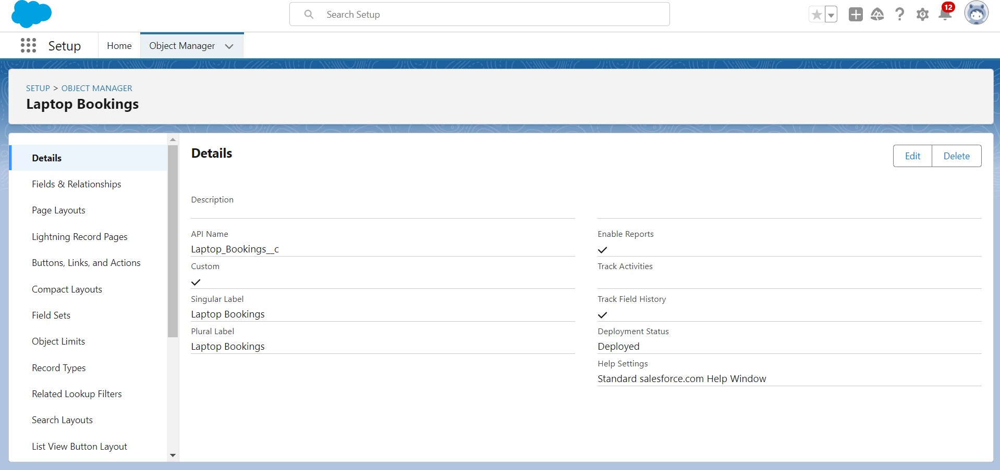 Search Setup
12
Setup
Home
Object Manager
SETUP > OBJECT MANAGER
Laptop Bookings
Details
Fields & Relationships
Page Layouts
Lightning Record Pages
Buttons, Links, and Actions
Compact Layouts
Field Sets
Object Limits
Record Types
Related Lookup Filters
Search Layouts
List View Button Layout
Details
Edit
Delete
Description
API Name
Laptop_Bookings__c
Custom
Singular Label
Laptop Bookings
Plural Label
Laptop Bookings
Enable Reports
Track Activities
Track Field History
Deployment Status
Deployed
Help Settings
Standard salesforce.com Help Window